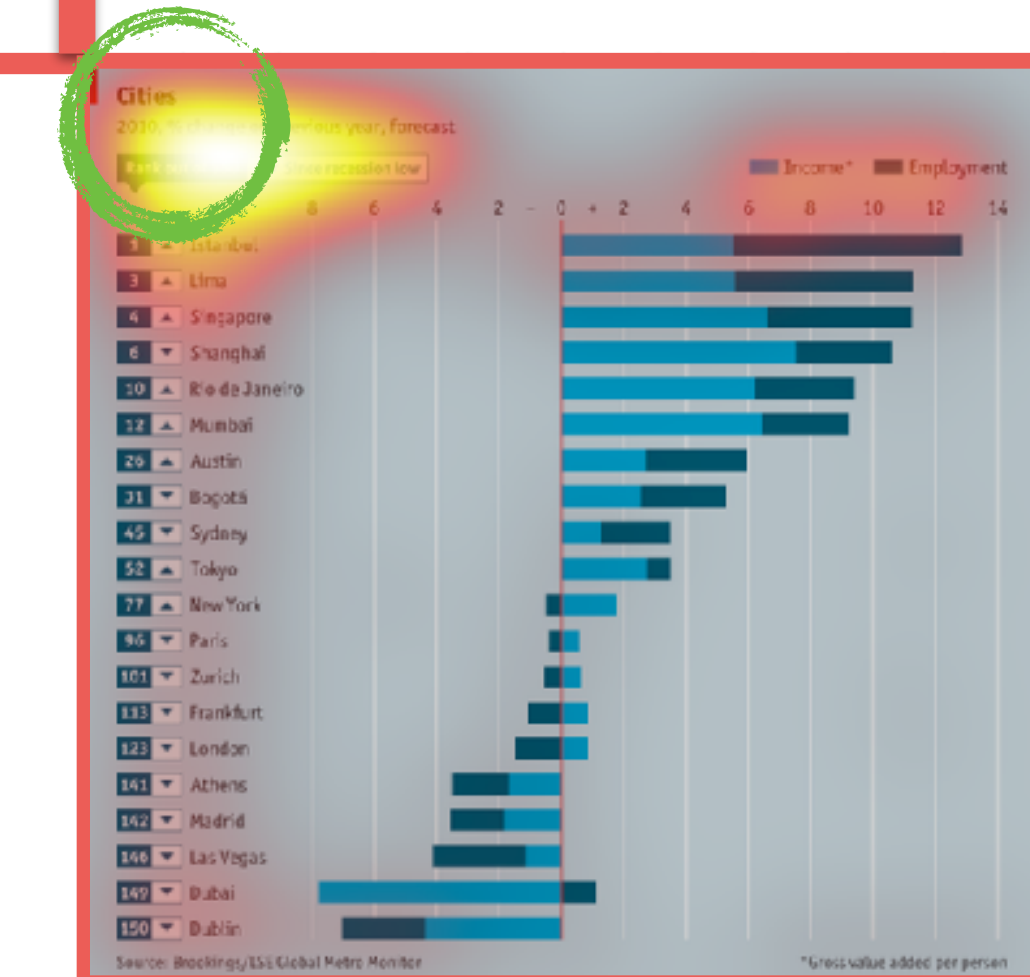 Cities
2010, % change on previous year, forecast
Rank since recession low
Income* Employment
8 6 4 2 – 0 + 2 4 6 8 10 12 14
1 ▲ Istanbul
3 ▲ Lima
4 ▲ Singapore
6 ▼ Shanghai
10 ▲ Rio de Janeiro
12 ▲ Mumbai
26 ▲ Austin
31 ▼ Bogotá
45 ▼ Sydney
52 ▲ Tokyo
77 ▲ New York
96 ▼ Paris
101 ▼ Zurich
113 ▼ Frankfurt
123 ▼ London
141 ▼ Athens
142 ▼ Madrid
146 ▼ Las Vegas
149 ▼ Dubai
150 ▼ Dublin
Source: Brookings/LSE Global Metro Monitor
*Gross value added per person